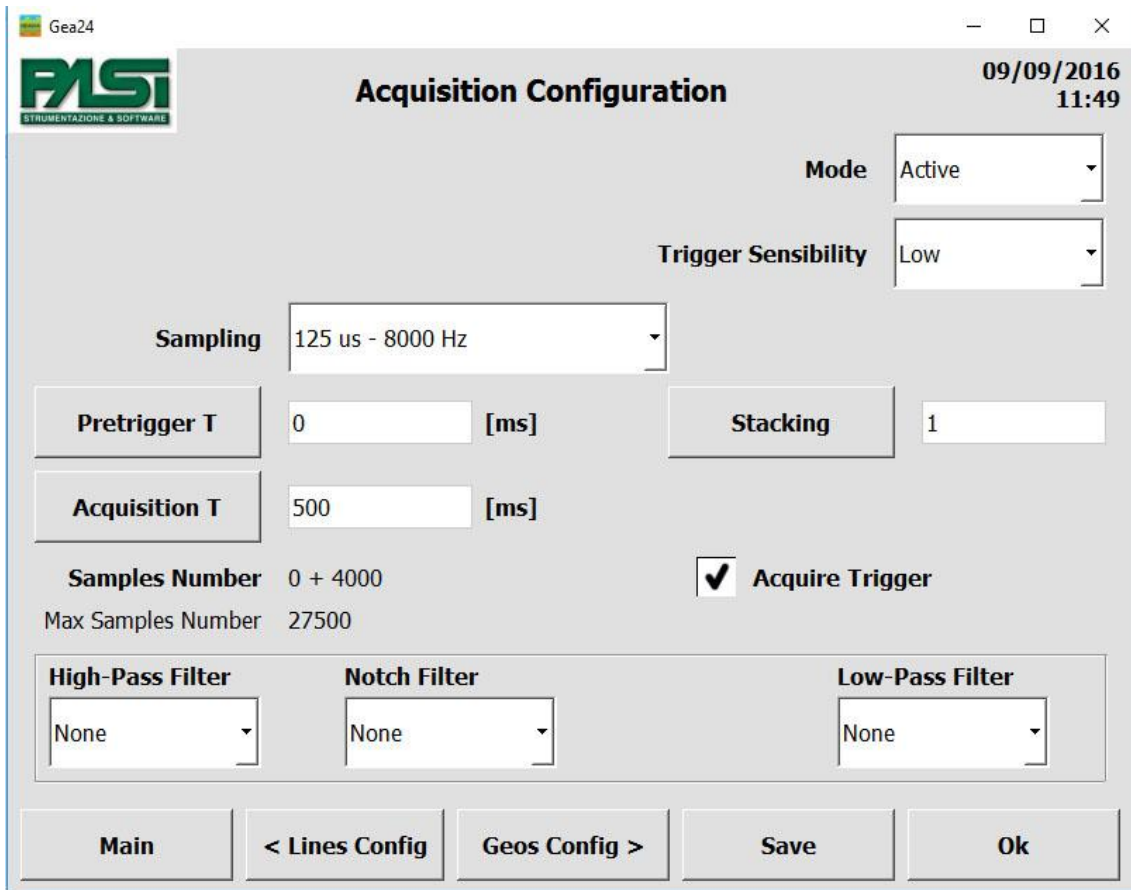 Gea24
PASI
STRUMENTAZIONE & SOFTWARE
Acquisition Configuration
09/09/2016
11:49
Mode Active
Trigger Sensibility Low
Sampling 125 us - 8000 Hz
Pretrigger T 0 [ms] Stacking 1
Acquisition T 500 [ms]
Samples Number 0 + 4000 Acquire Trigger
Max Samples Number 27500
High-Pass Filter Notch Filter Low-Pass Filter
None None None
Main < Lines Config Geos Config > Save Ok